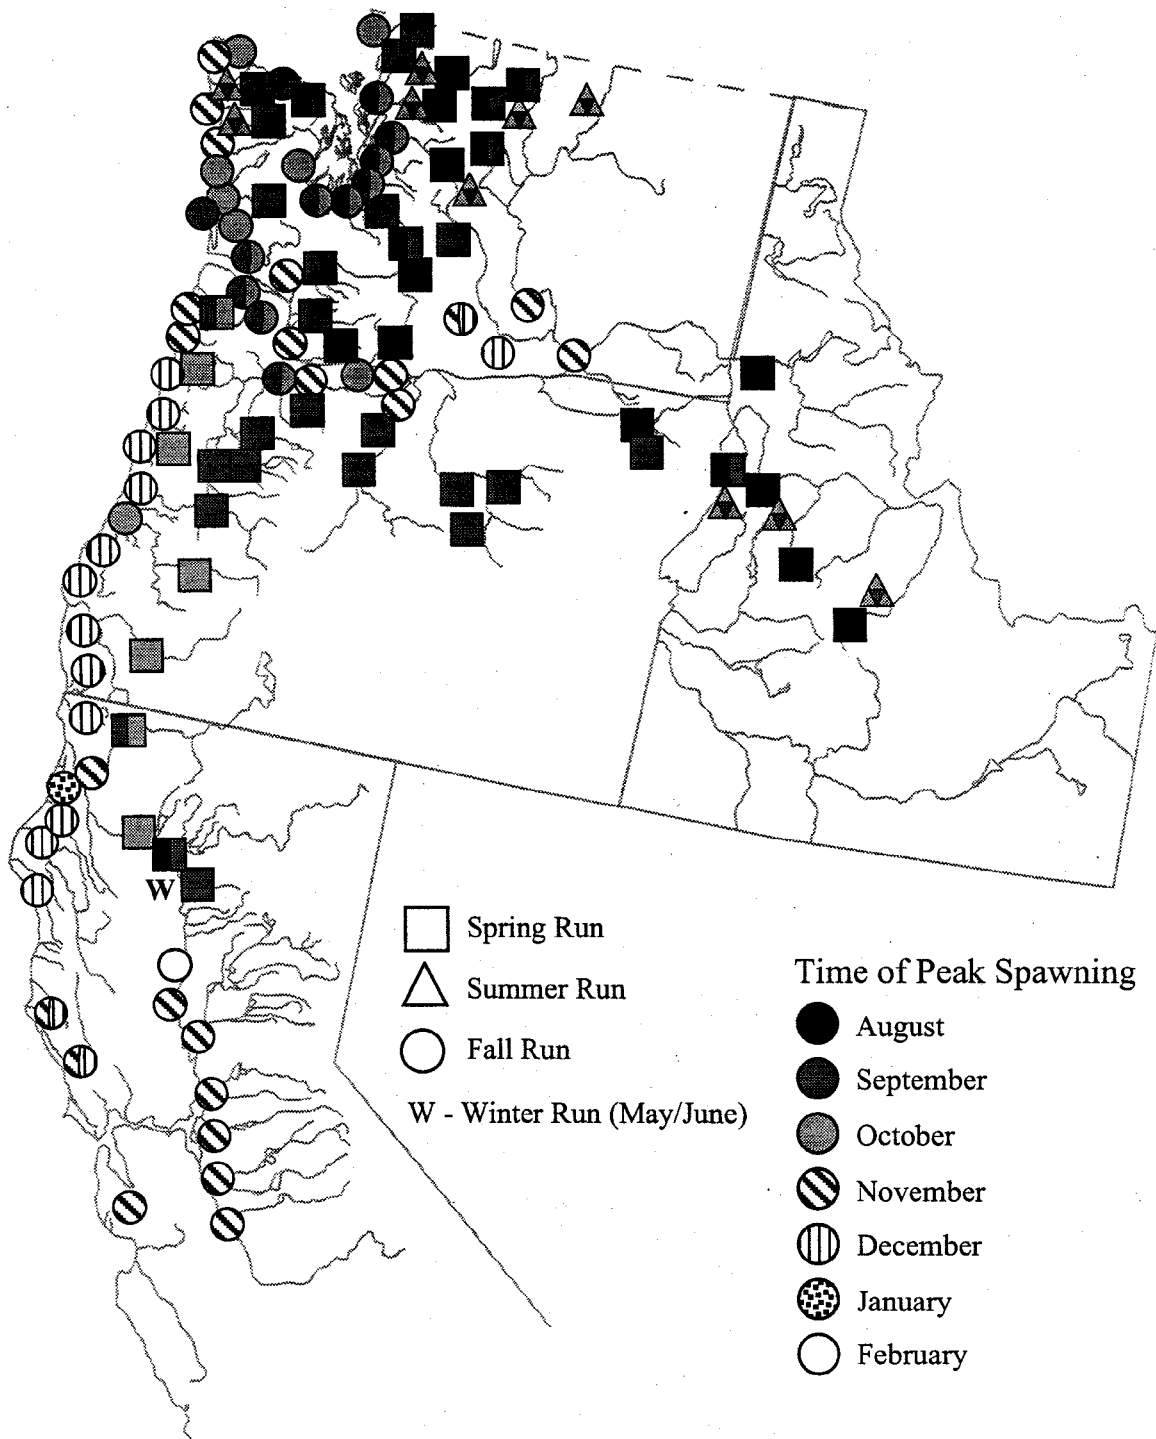 W
Spring Run
Summer Run
Fall Run
W - Winter Run (May/June)
Time of Peak Spawning
August
September
October
November
December
January
February